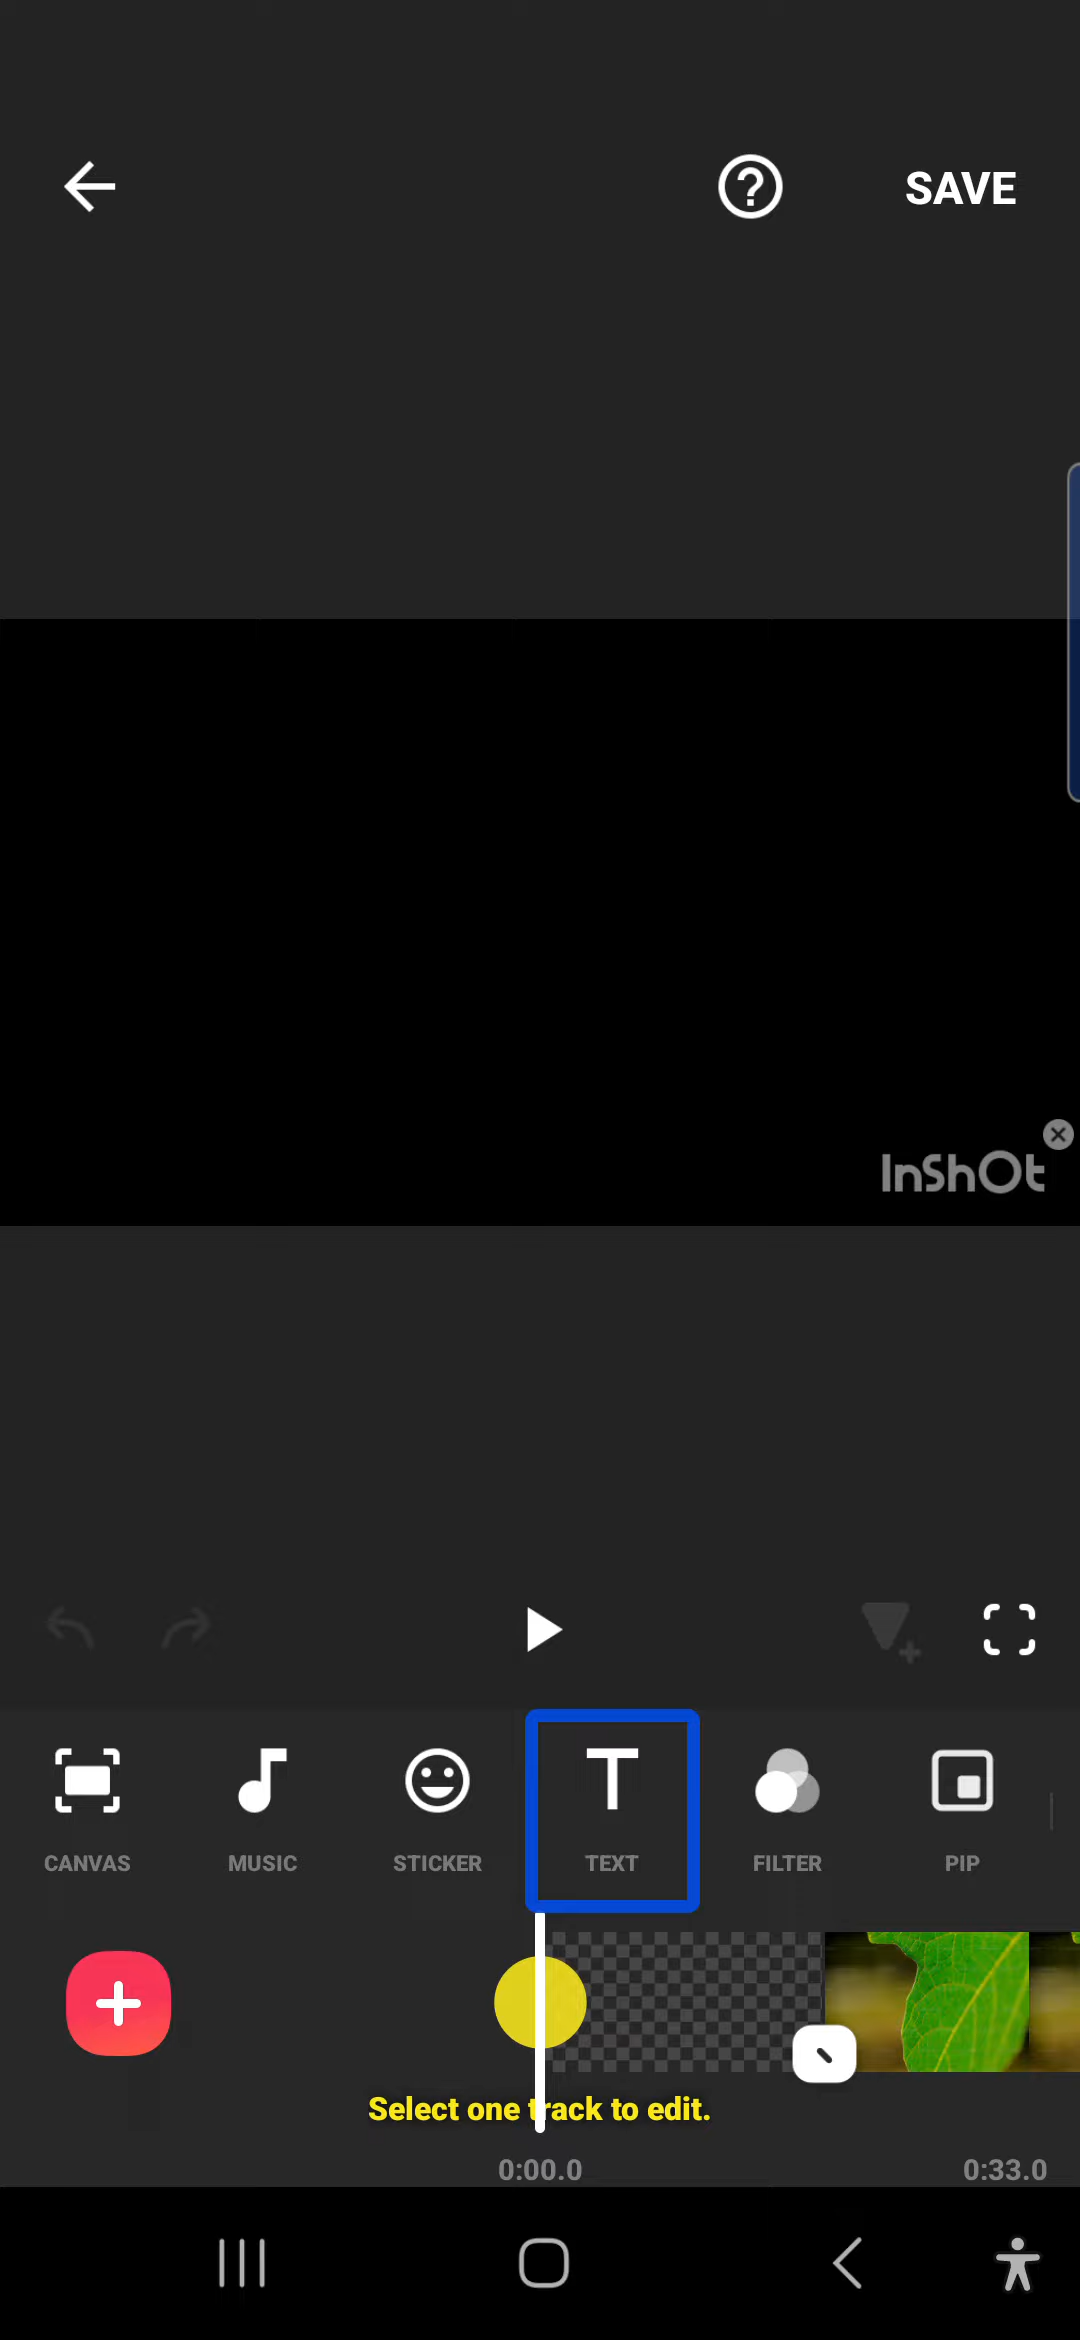 SAVE
InShOt
CANVAS
MUSIC
STICKER
TEXT
FILTER
PIP
Select one track to edit.
0:00.0
0:33.0